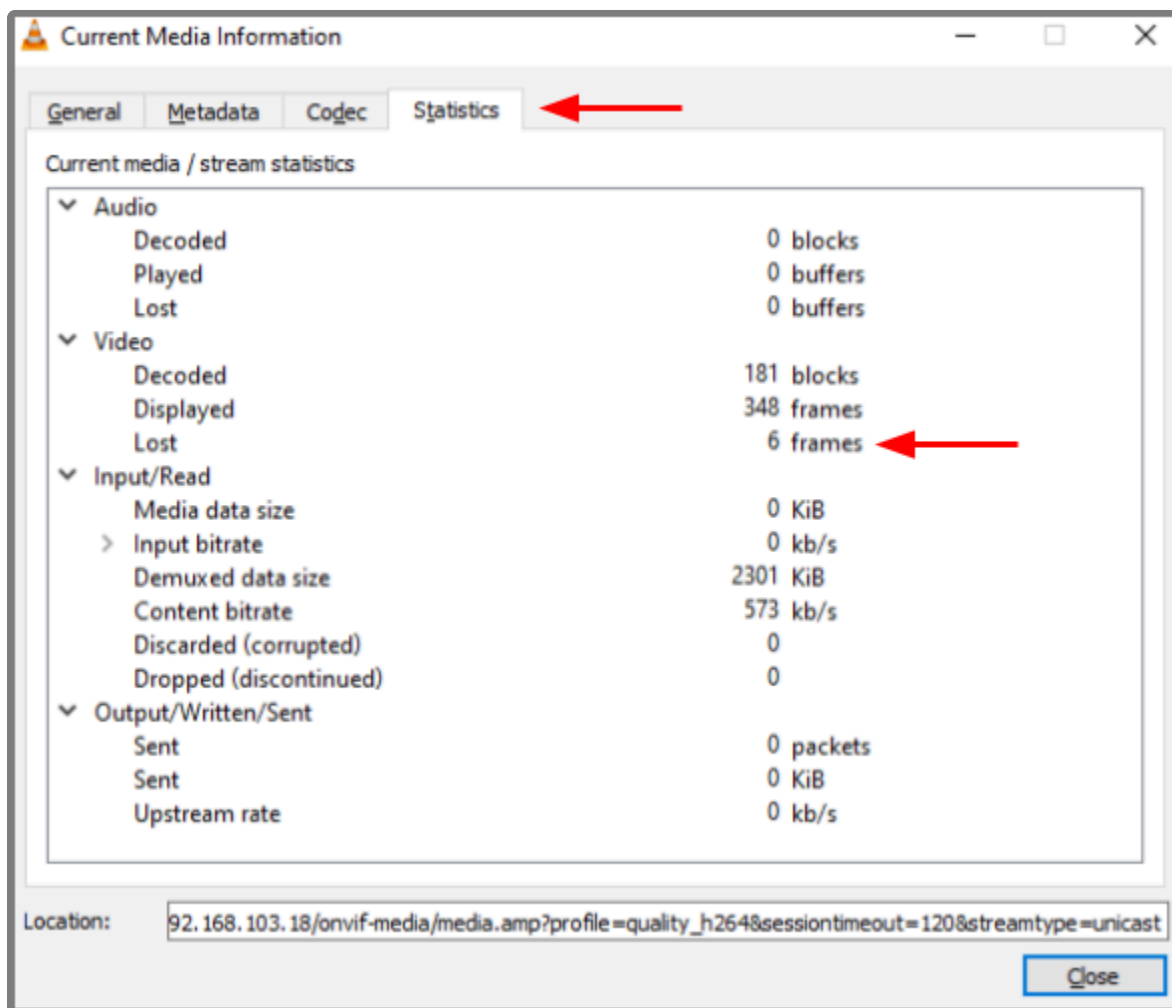 Current Media Information
General Metadata Codec Statistics
Current media / stream statistics
Audio
Decoded 0 blocks
Played 0 buffers
Lost 0 buffers
Video
Decoded 181 blocks
Displayed 348 frames
Lost 6 frames
Input/Read
Media data size 0 KiB
Input bitrate 0 kb/s
Demuxed data size 2301 KiB
Content bitrate 573 kb/s
Discarded (corrupted) 0
Dropped (discontinued) 0
Output/Written/Sent
Sent 0 packets
Sent 0 KiB
Upstream rate 0 kb/s
Location: 92.168.103.18/onvif-media/media.amp?profile=quality_h264&sessiontimeout=120&streamtype=unicast
Close